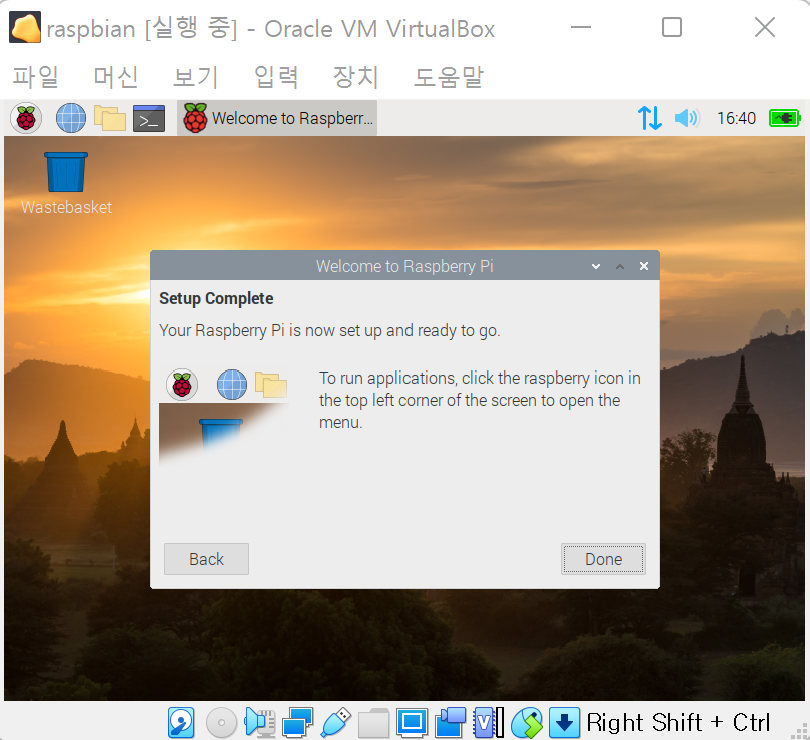 raspbian [실행 중] - Oracle VM VirtualBox
파일 머신 보기 입력 장치 도움말
Welcome to Raspberr... 16:40
Wastebasket
Welcome to Raspberry Pi
Setup Complete
Your Raspberry Pi is now set up and ready to go.
To run applications, click the raspberry icon in
the top left corner of the screen to open the
menu.
Back Done
Right Shift + Ctrl